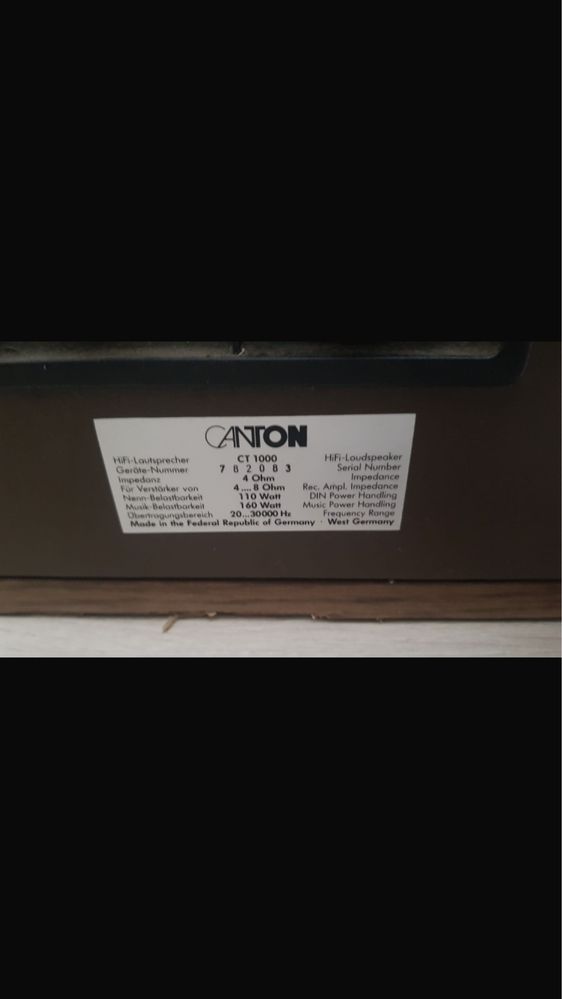 CANTON
HiFi-Lautsprecher CT 1000 HiFi-Loudspeaker
Geräte-Nummer 7 8 2 0 8 3 Serial Number
Impedanz 4 Ohm Impedance
Für Verstärker von 4....8 Ohm Rec. Ampl. Impedance
Nenn-Belastbarkeit 110 Watt DIN Power Handling
Musik-Belastbarkeit 160 Watt Music Power Handling
Übertragungsbereich 20...30000 Hz Frequency Range
Made in the Federal Republic of Germany · West Germany